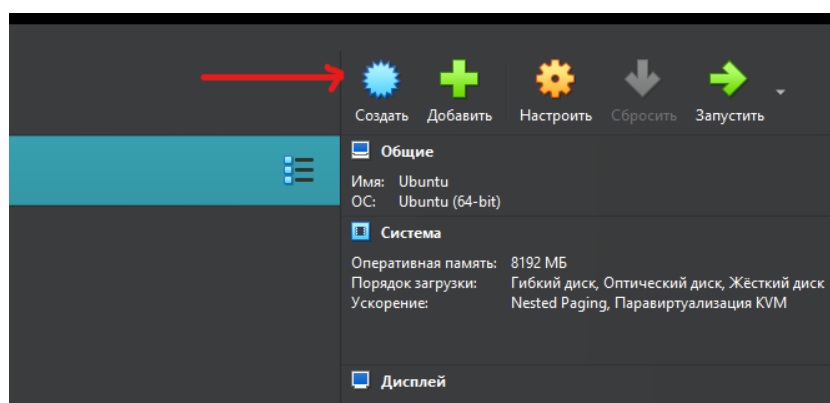 Создать Добавить Настроить Сбросить Запустить
Общие
Имя: Ubuntu
ОС: Ubuntu (64-bit)
Система
Оперативная память: 8192 МБ
Порядок загрузки: Гибкий диск, Оптический диск, Жёсткий диск
Ускорение: Nested Paging, Паравиртуализация KVM
Дисплей